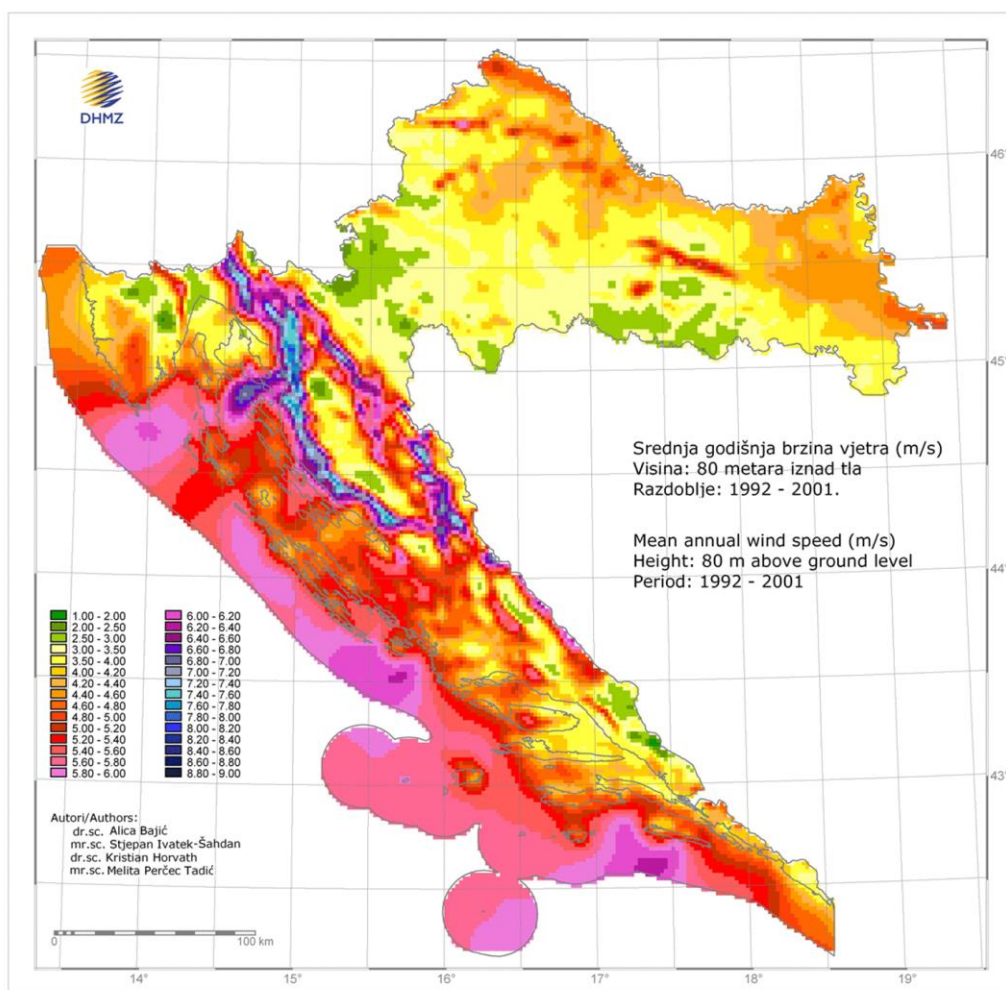 DHMZ
46°
45°
Srednja godišnja brzina vjetra (m/s)
Visina: 80 metara iznad tla
Razdoblje: 1992 - 2001.
Mean annual wind speed (m/s)
Height: 80 m above ground level
Period: 1992 - 2001
44°
1.00 - 2.00
2.00 - 2.50
2.50 - 3.00
3.00 - 3.50
3.50 - 4.00
4.00 - 4.20
4.20 - 4.40
4.40 - 4.60
4.60 - 4.80
4.80 - 5.00
5.00 - 5.20
5.20 - 5.40
5.40 - 5.60
5.60 - 5.80
5.80 - 6.00
6.00 - 6.20
6.20 - 6.40
6.40 - 6.60
6.60 - 6.80
6.80 - 7.00
7.00 - 7.20
7.20 - 7.40
7.40 - 7.60
7.60 - 7.80
7.80 - 8.00
8.00 - 8.20
8.20 - 8.40
8.40 - 8.60
8.60 - 8.80
8.80 - 9.00
43°
Autori/Authors:
dr.sc. Alica Bajić
mr.sc. Stjepan Ivatek-Šahdan
dr.sc. Kristian Horvath
mr.sc. Melita Perčec Tadić
0 100 km
14° 15° 16° 17° 18° 19°